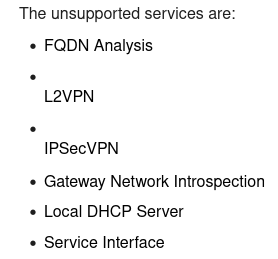 The unsupported services are:
• FQDN Analysis
•
L2VPN
•
IPSecVPN
• Gateway Network Introspection
• Local DHCP Server
• Service Interface